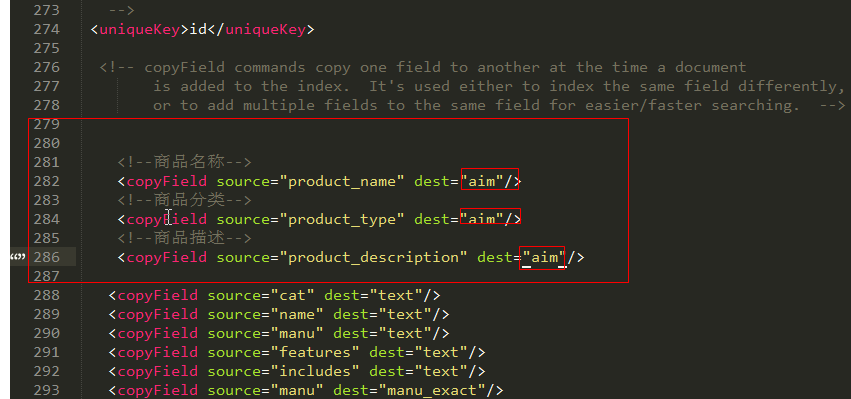 273 -->
274 <uniqueKey>id</uniqueKey>
275
276 <!-- copyField commands copy one field to another at the time a document
277 is added to the index.  It's used either to index the same field differently,
278 or to add multiple fields to the same field for easier/faster searching.  -->
279
280
281 <!--商品名称-->
282 <copyField source="product_name" dest="aim"/>
283 <!--商品分类-->
284 <copyField source="product_type" dest="aim"/>
285 <!--商品描述-->
286 <copyField source="product_description" dest="aim"/>
287
288 <copyField source="cat" dest="text"/>
289 <copyField source="name" dest="text"/>
290 <copyField source="manu" dest="text"/>
291 <copyField source="features" dest="text"/>
292 <copyField source="includes" dest="text"/>
293 <copyField source="manu" dest="manu_exact"/>